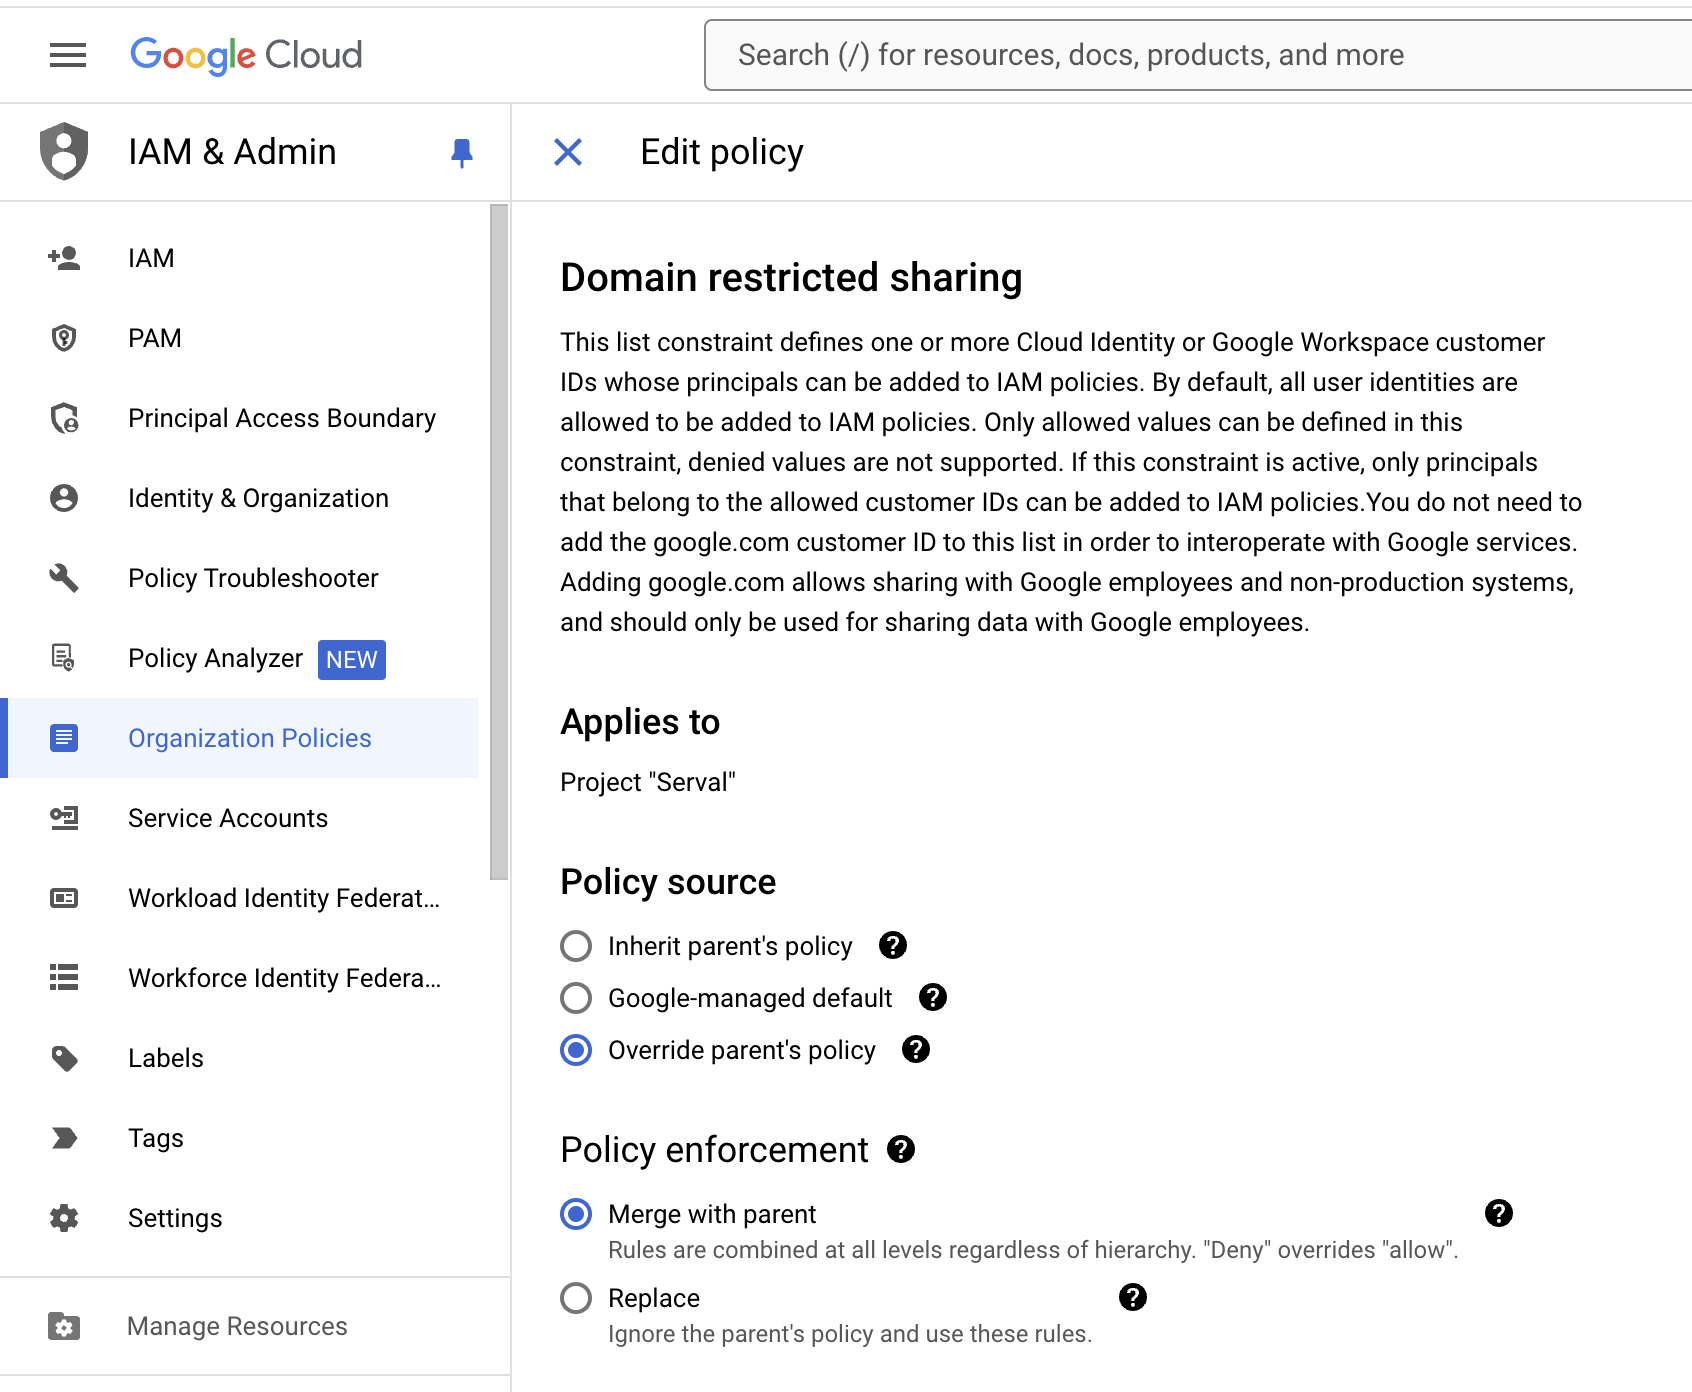 Google Cloud
Search (/) for resources, docs, products, and more
IAM & Admin
Edit policy
IAM
PAM
Principal Access Boundary
Identity & Organization
Policy Troubleshooter
Policy Analyzer NEW
Organization Policies
Service Accounts
Workload Identity Federat...
Workforce Identity Federa...
Labels
Tags
Settings
Manage Resources
Domain restricted sharing
This list constraint defines one or more Cloud Identity or Google Workspace customer
IDs whose principals can be added to IAM policies. By default, all user identities are
allowed to be added to IAM policies. Only allowed values can be defined in this
constraint, denied values are not supported. If this constraint is active, only principals
that belong to the allowed customer IDs can be added to IAM policies.You do not need to
add the google.com customer ID to this list in order to interoperate with Google services.
Adding google.com allows sharing with Google employees and non-production systems,
and should only be used for sharing data with Google employees.
Applies to
Project "Serval"
Policy source
Inherit parent's policy ?
Google-managed default ?
Override parent's policy ?
Policy enforcement ?
Merge with parent ?
Rules are combined at all levels regardless of hierarchy. "Deny" overrides "allow".
Replace ?
Ignore the parent's policy and use these rules.